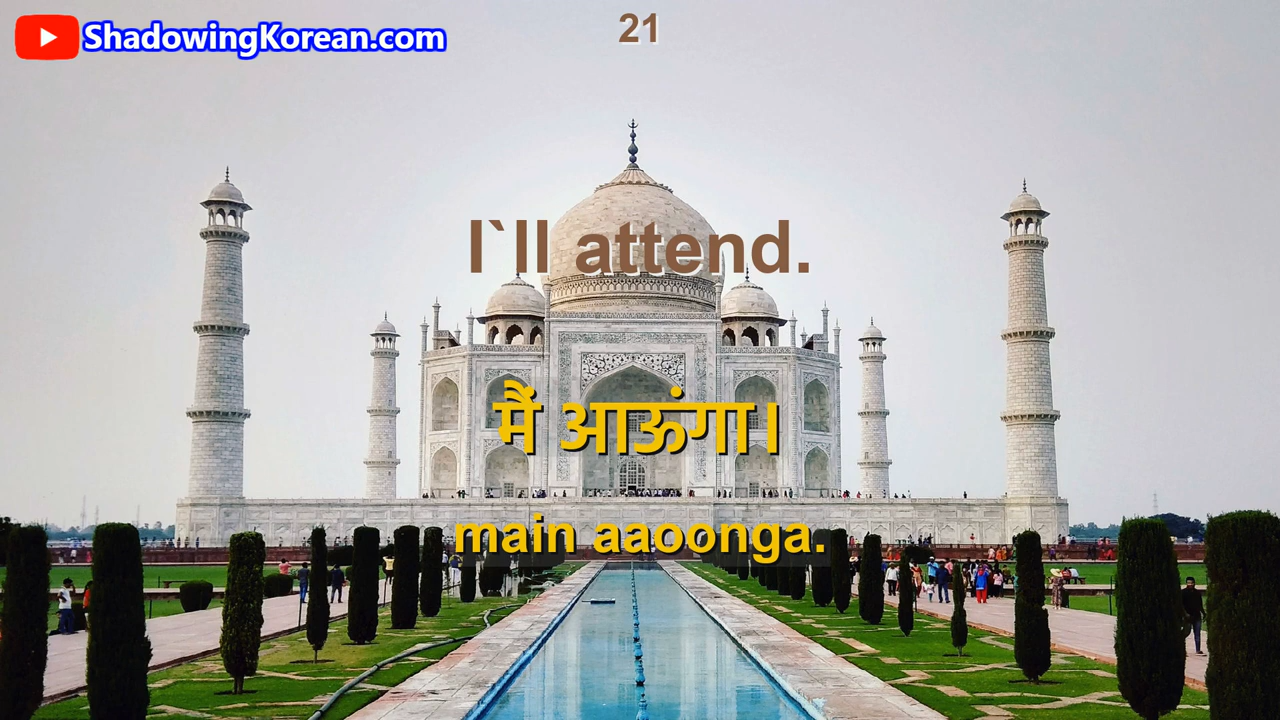 ShadowingKorean.com
21
I`ll attend.
मैं आऊंगा।
main aaoonga.